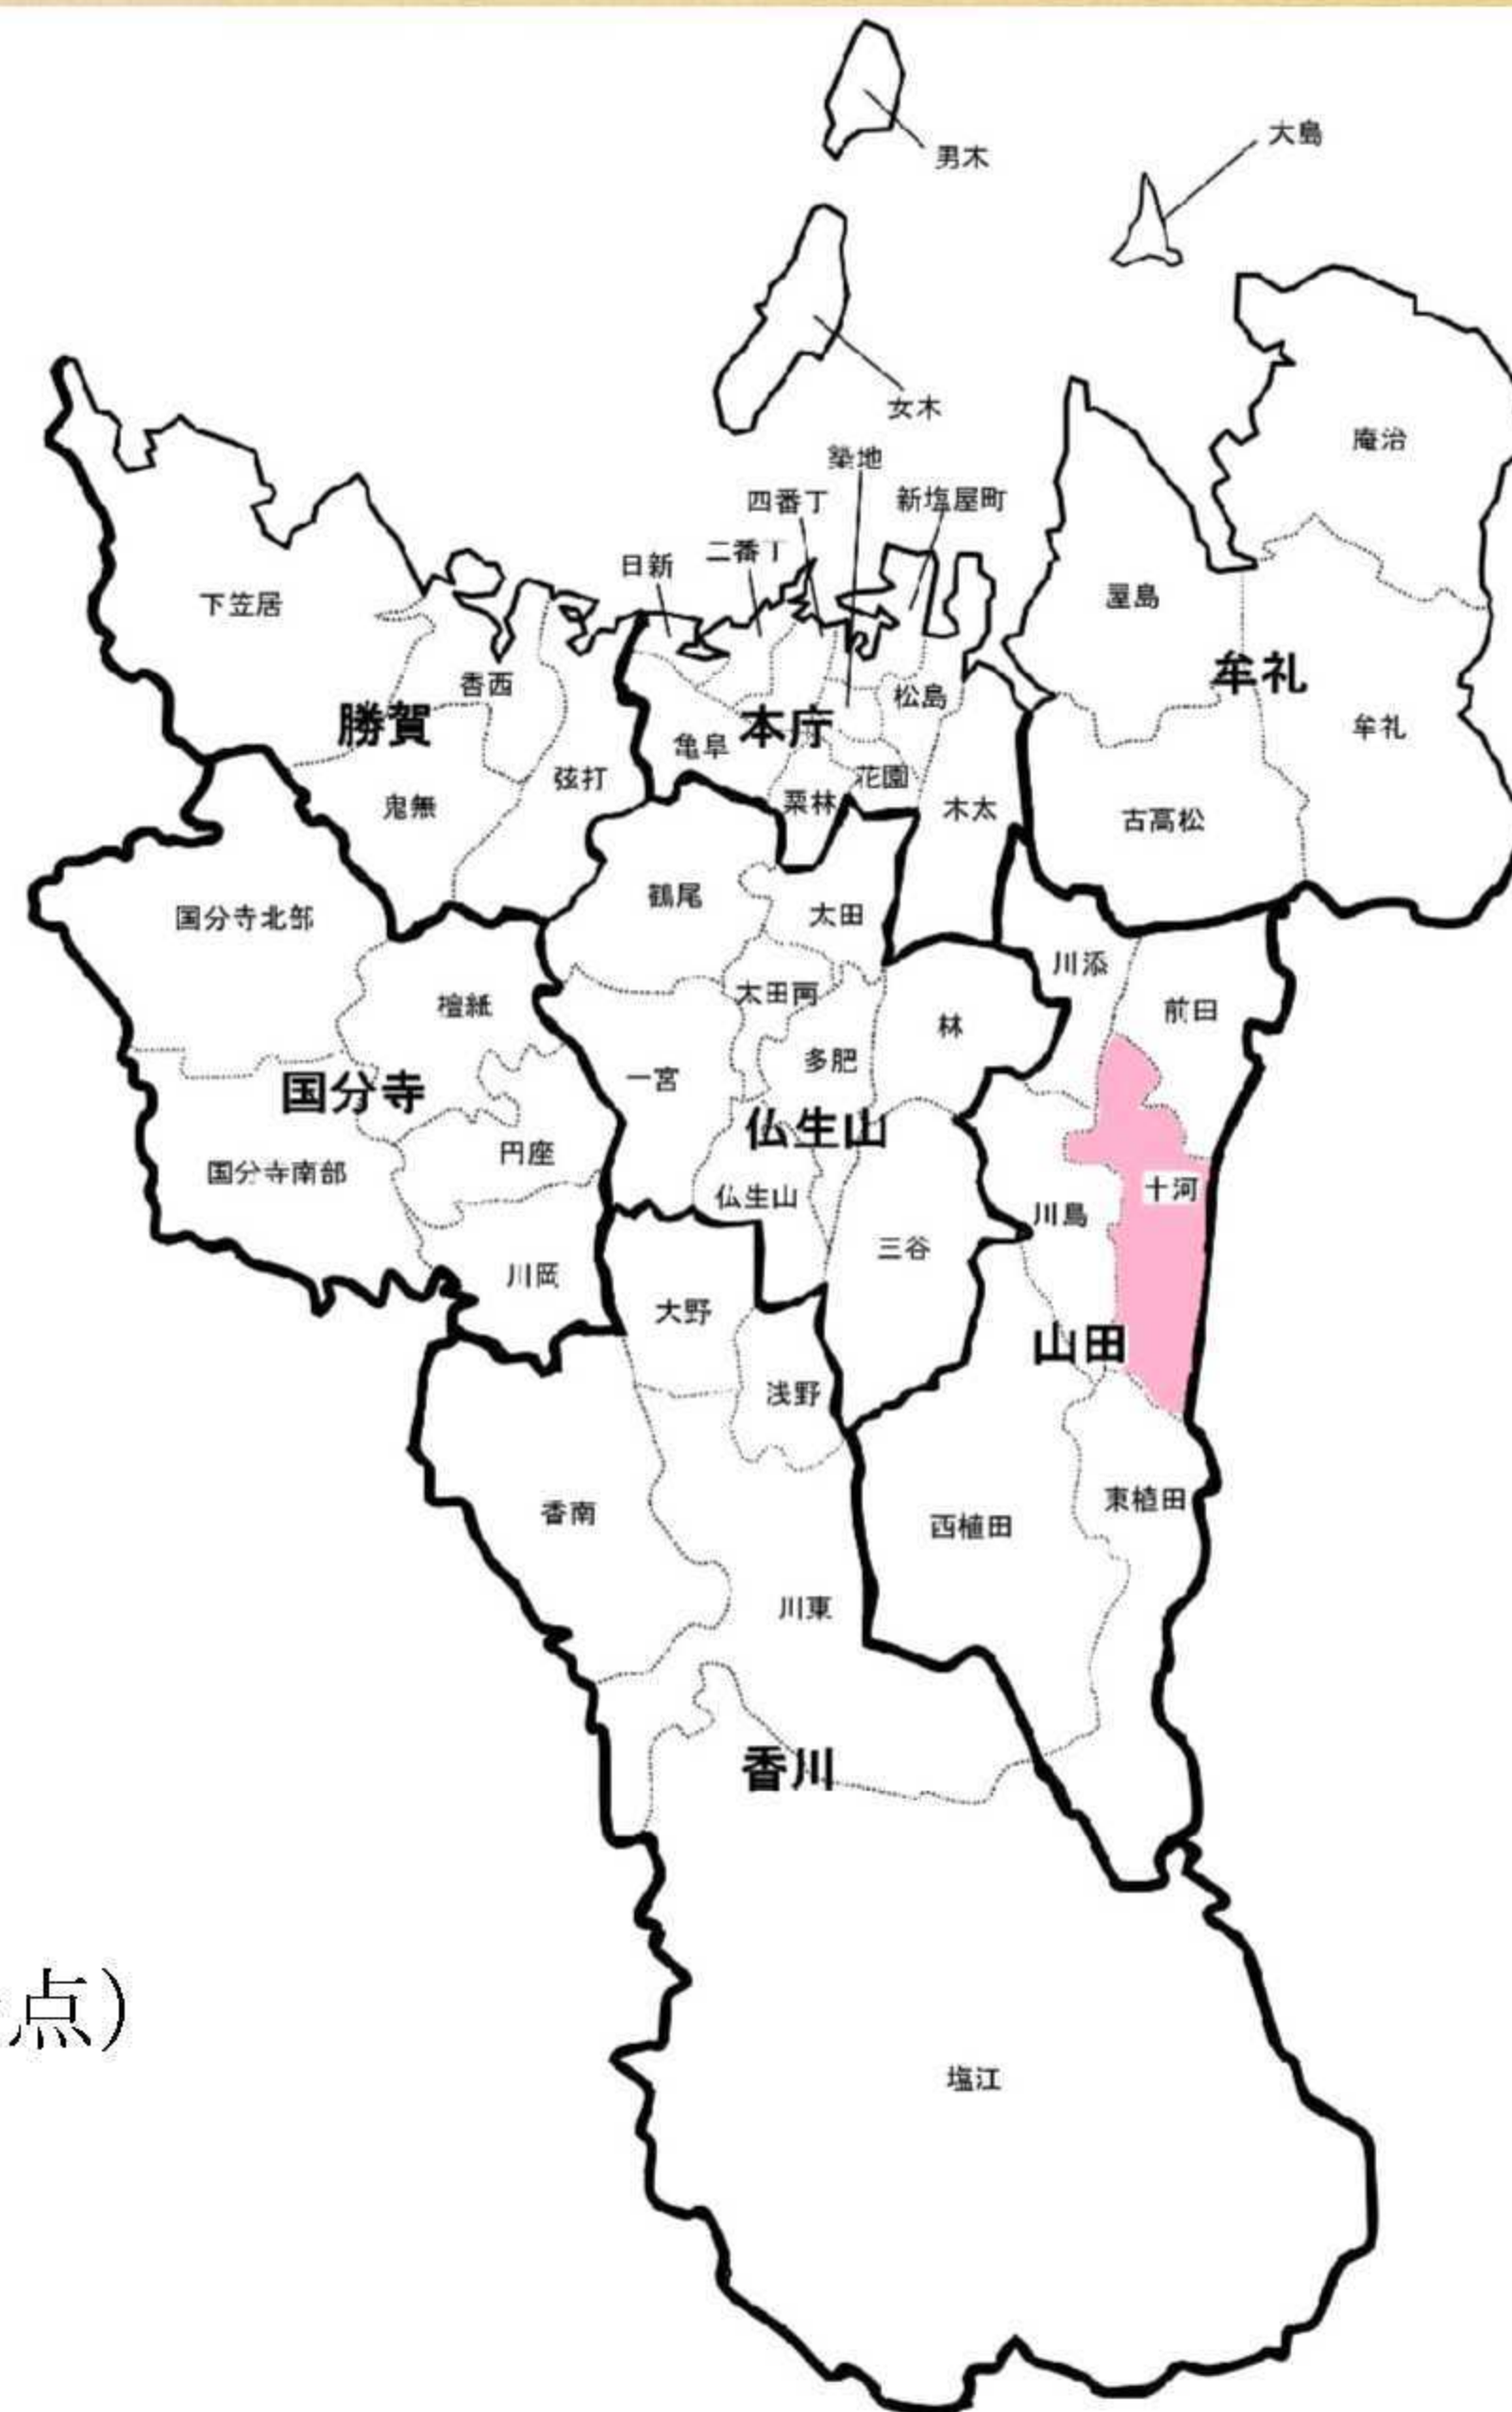 男木
大島
女木
庵治
築地
四番丁
新塩屋町
二番丁
日新
下笠居
屋島
香西
牟礼
松島
勝賀
本庁
牟礼
亀阜
弦打
花園
栗林
鬼無
木太
古高松
鶴尾
太田
国分寺北部
川添
太田南
檀紙
前田
林
多肥
一宮
国分寺
仏生山
円座
国分寺南部
十河
仏生山
川島
三谷
川岡
大野
山田
浅野
東植田
香南
西植田
川東
香川
点)
塩江